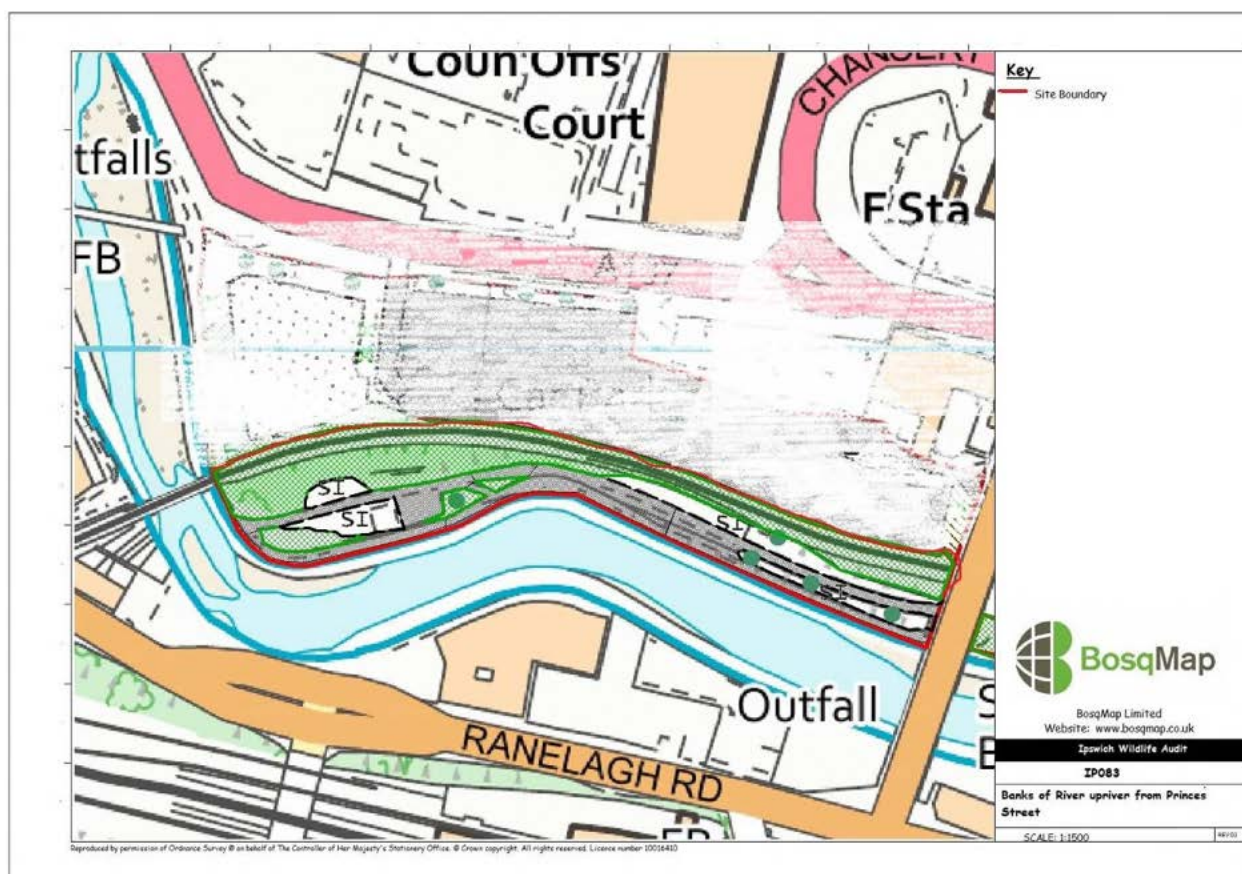 Coun Offs
Court
CHANCERY
tfalls
F Sta
FB
SI
SI
SI
SI
Outfall
RANELAGH RD
S
FB
Key
Site Boundary
BosqMap
BosqMap Limited
Website: www.bosqmap.co.uk
Ipswich Wildlife Audit
IP083
Banks of River upriver from Princes
Street
SCALE: 1:1500
REV03
Reproduced by permission of Ordnance Survey ® on behalf of The Controller of Her Majesty's Stationery Office. © Crown copyright. All rights reserved. Licence number 10016410